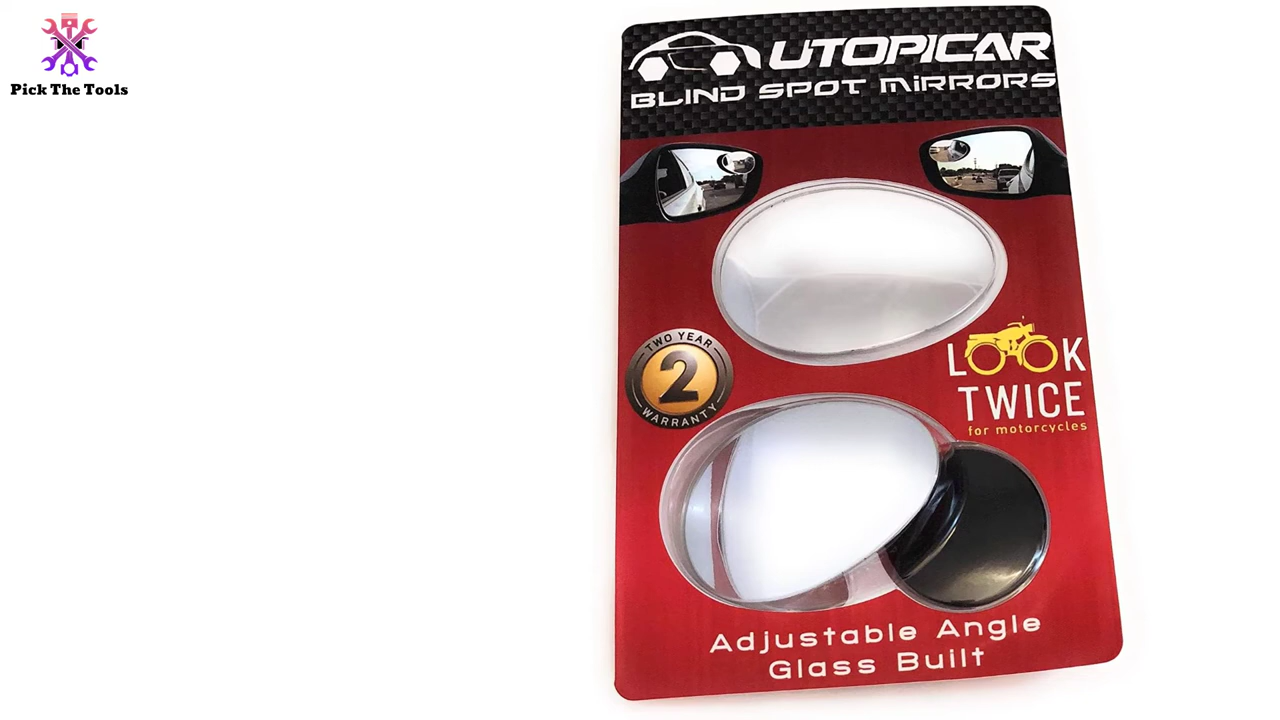 Pick The Tools
UTOPICAR
BLIND SPOT MiRRORS
TWO YEAR
2
WARRANTY
LOOK
TWICE
for motorcycles
Adjustable Angle
Glass Built